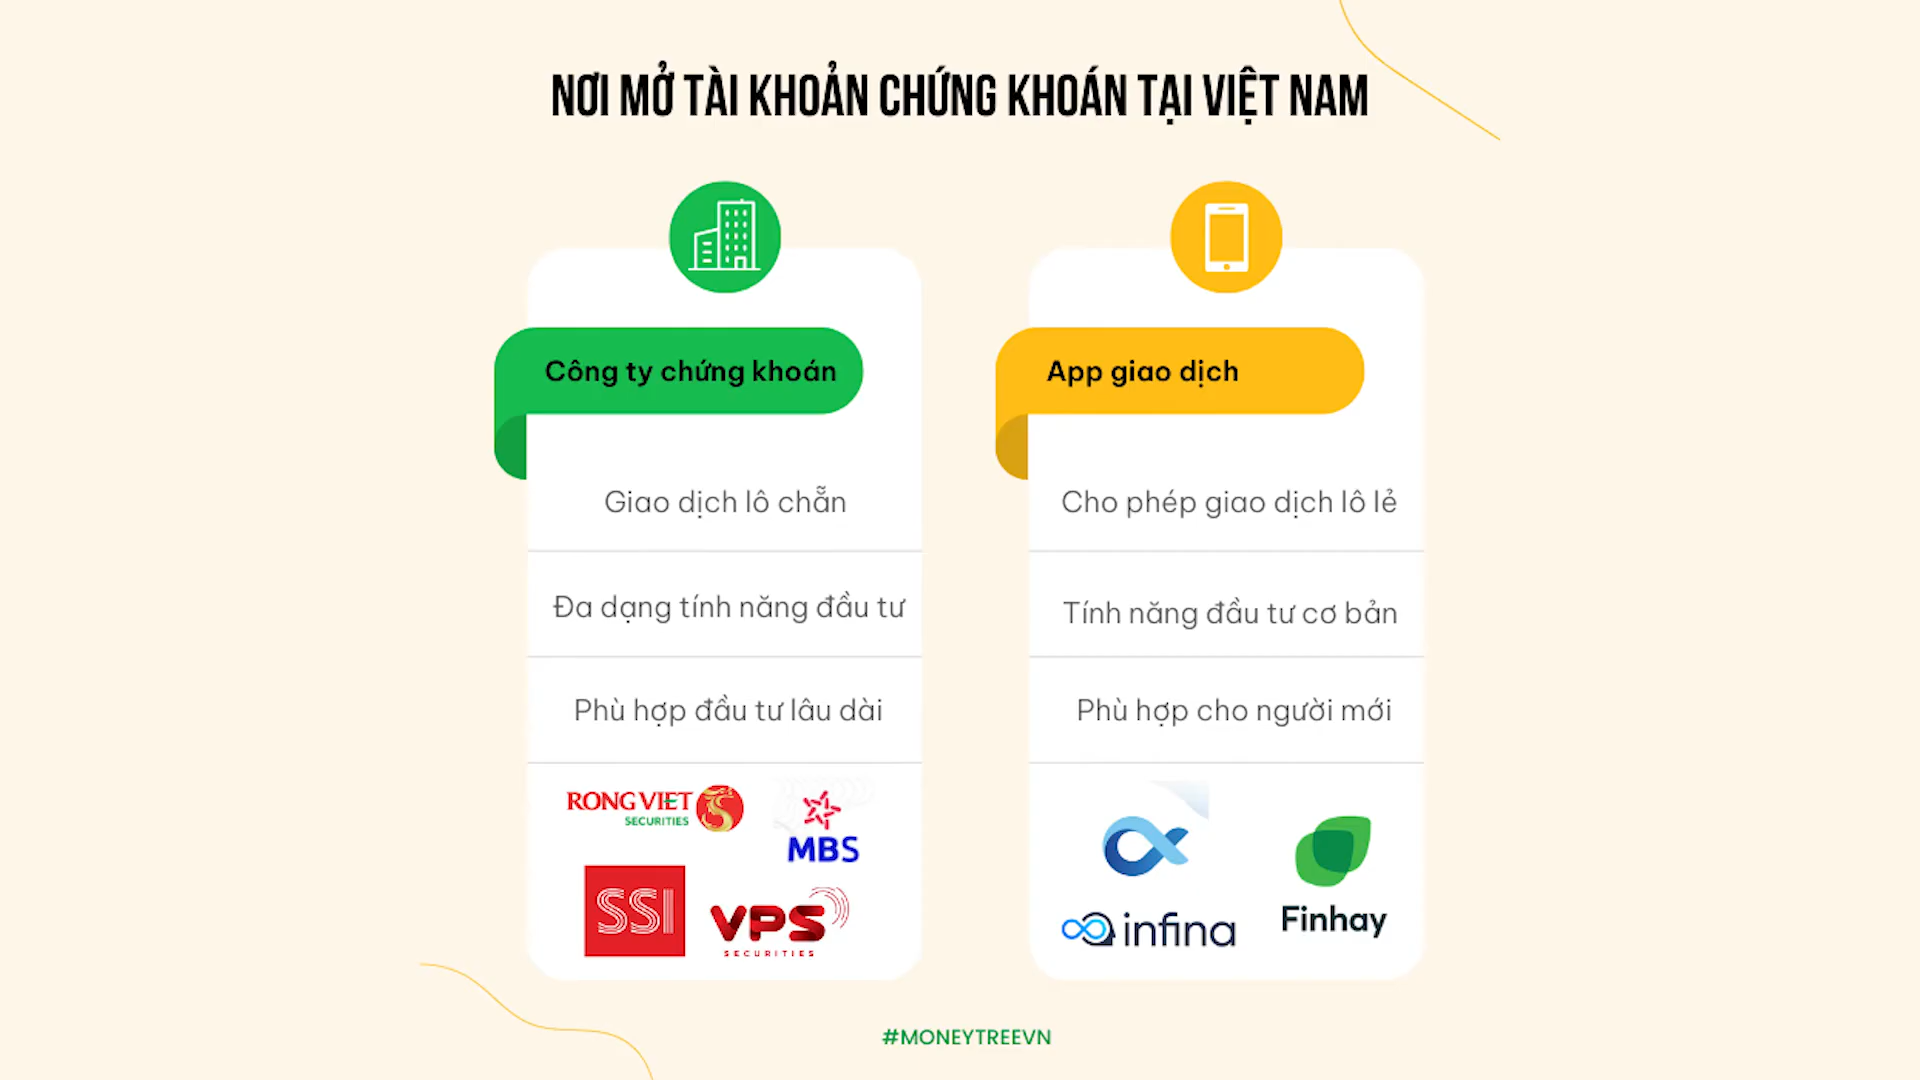 NƠI MỞ TÀI KHOẢN CHỨNG KHOÁN TẠI VIỆT NAM
Công ty chứng khoán
Giao dịch lô chẵn
Đa dạng tính năng đầu tư
Phù hợp đầu tư lâu dài
RONG VIET
SECURITIES
MBS
SSI
VPS
SECURITIES
App giao dịch
Cho phép giao dịch lô lẻ
Tính năng đầu tư cơ bản
Phù hợp cho người mới
infina
Finhay
#MONEYTREEVN